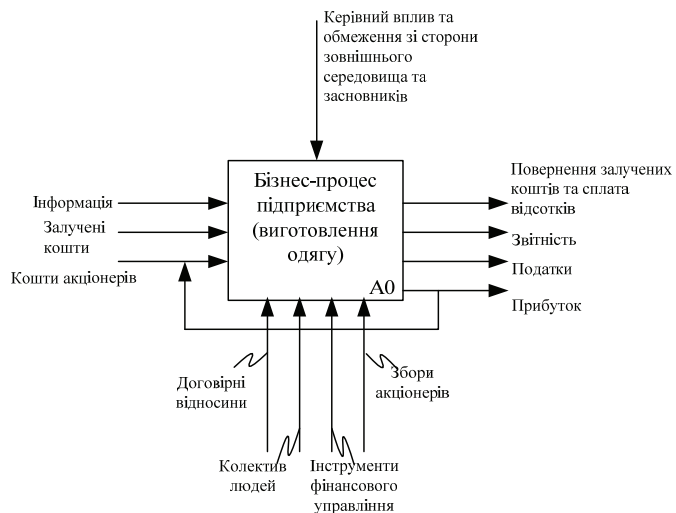 Керівний вплив та
обмеження зі сторони
зовнішнього
середовища та
засновників
Бізнес-процес
підприємства
(виготовлення
одягу)
А0
Інформація
Залучені
кошти
Кошти акціонерів
Повернення залучених
коштів та сплата
відсотків
Звітність
Податки
Прибуток
Договірні
відносини
Збори
акціонерів
Колектив
людей
Інструменти
фінансового
управління